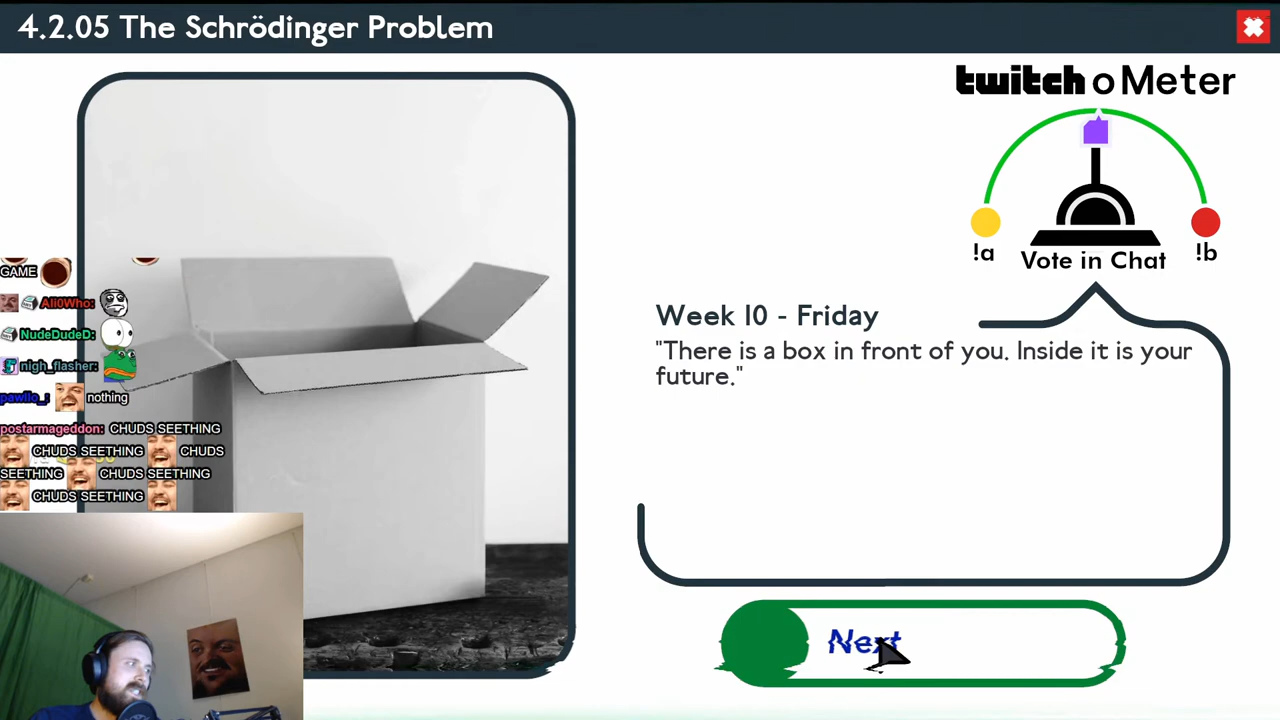 4.2.05 The Schrödinger Problem
twitch o Meter
!a
Vote in Chat
!b
Week 10 - Friday
"There is a box in front of you. Inside it is your
future."
Next
GAME
Ali0Who:
NudeDudeD:
nigh_flasher:
pawllo_: nothing
postarmageddon: CHUDS SEETHING
CHUDS SEETHING CHUDS
SEETHING CHUDS SEETHING
CHUDS SEETHING